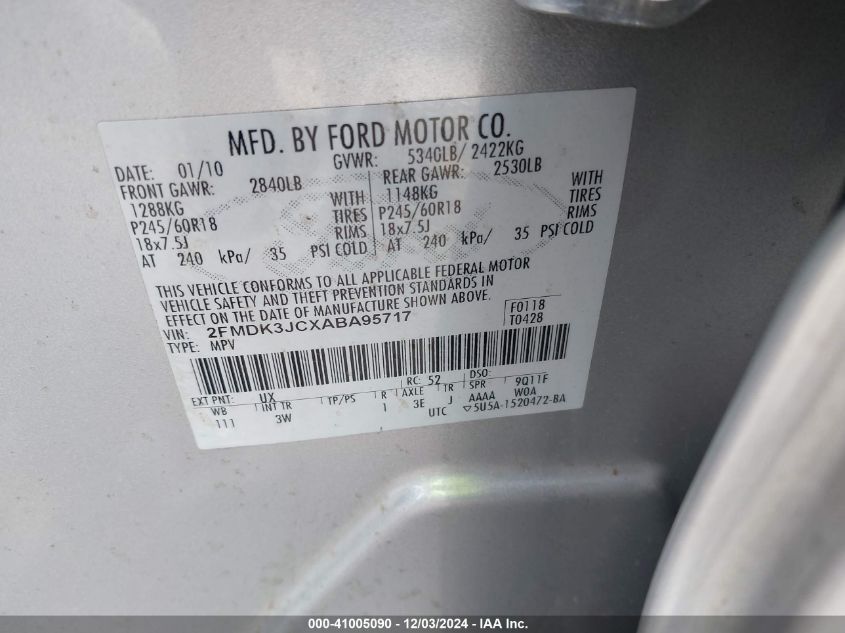 MFD. BY FORD MOTOR CO.
DATE: 01/10 GVWR: 5340LB/ 2422KG
FRONT GAWR: 2840LB REAR GAWR: 2530LB
1288KG WITH 1148KG WITH
P245/60R18 TIRES P245/60R18 TIRES
18x7.5J RIMS 18x7.5J RIMS
AT 240 kPa/ 35 PSI COLD AT 240 kPa/ 35 PSI COLD
THIS VEHICLE CONFORMS TO ALL APPLICABLE FEDERAL MOTOR
VEHICLE SAFETY AND THEFT PREVENTION STANDARDS IN
EFFECT ON THE DATE OF MANUFACTURE SHOWN ABOVE.
VIN: 2FMDK3JCXABA95717 F0118
TYPE: MPV T0428
EXT PNT: UX RC: 52 DSO:
WB INT TR TP/PS R AXLE TR SPR 9Q11F
111 3W 1 3E J AAAA W0A
UTC ▽5U5A-1520472-BA
000-41005090 - 12/03/2024 - IAA Inc.